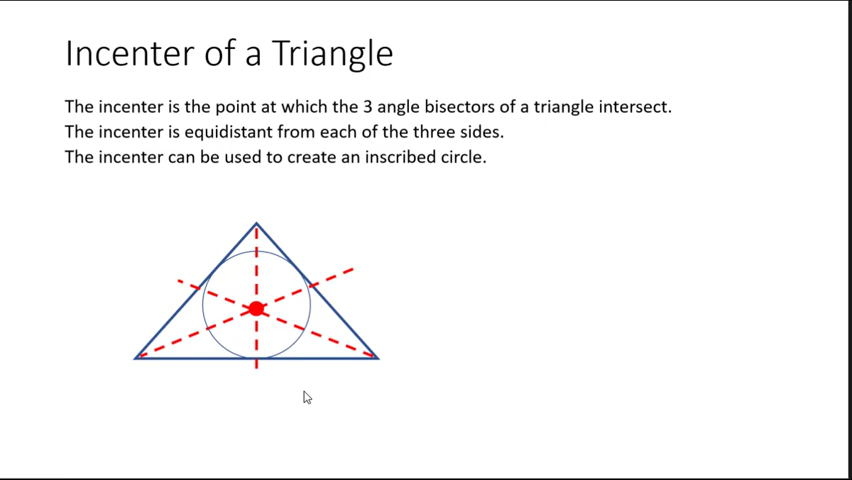 Incenter of a Triangle
The incenter is the point at which the 3 angle bisectors of a triangle intersect.
The incenter is equidistant from each of the three sides.
The incenter can be used to create an inscribed circle.